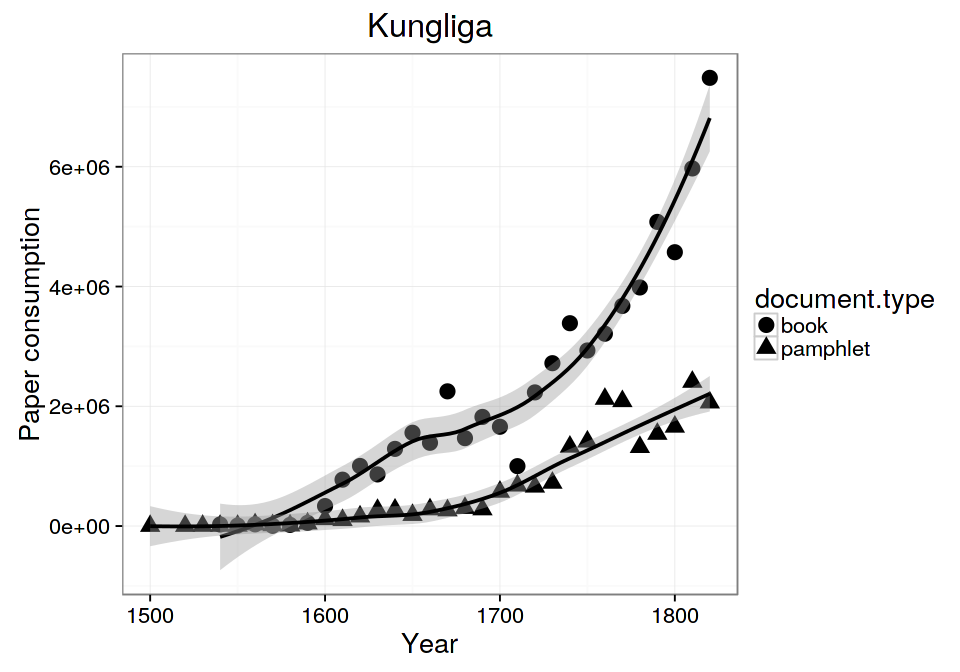 Kungliga
6e+06
4e+06
2e+06
0e+00
Paper consumption
1500
1600
1700
1800
Year
document.type
book
pamphlet